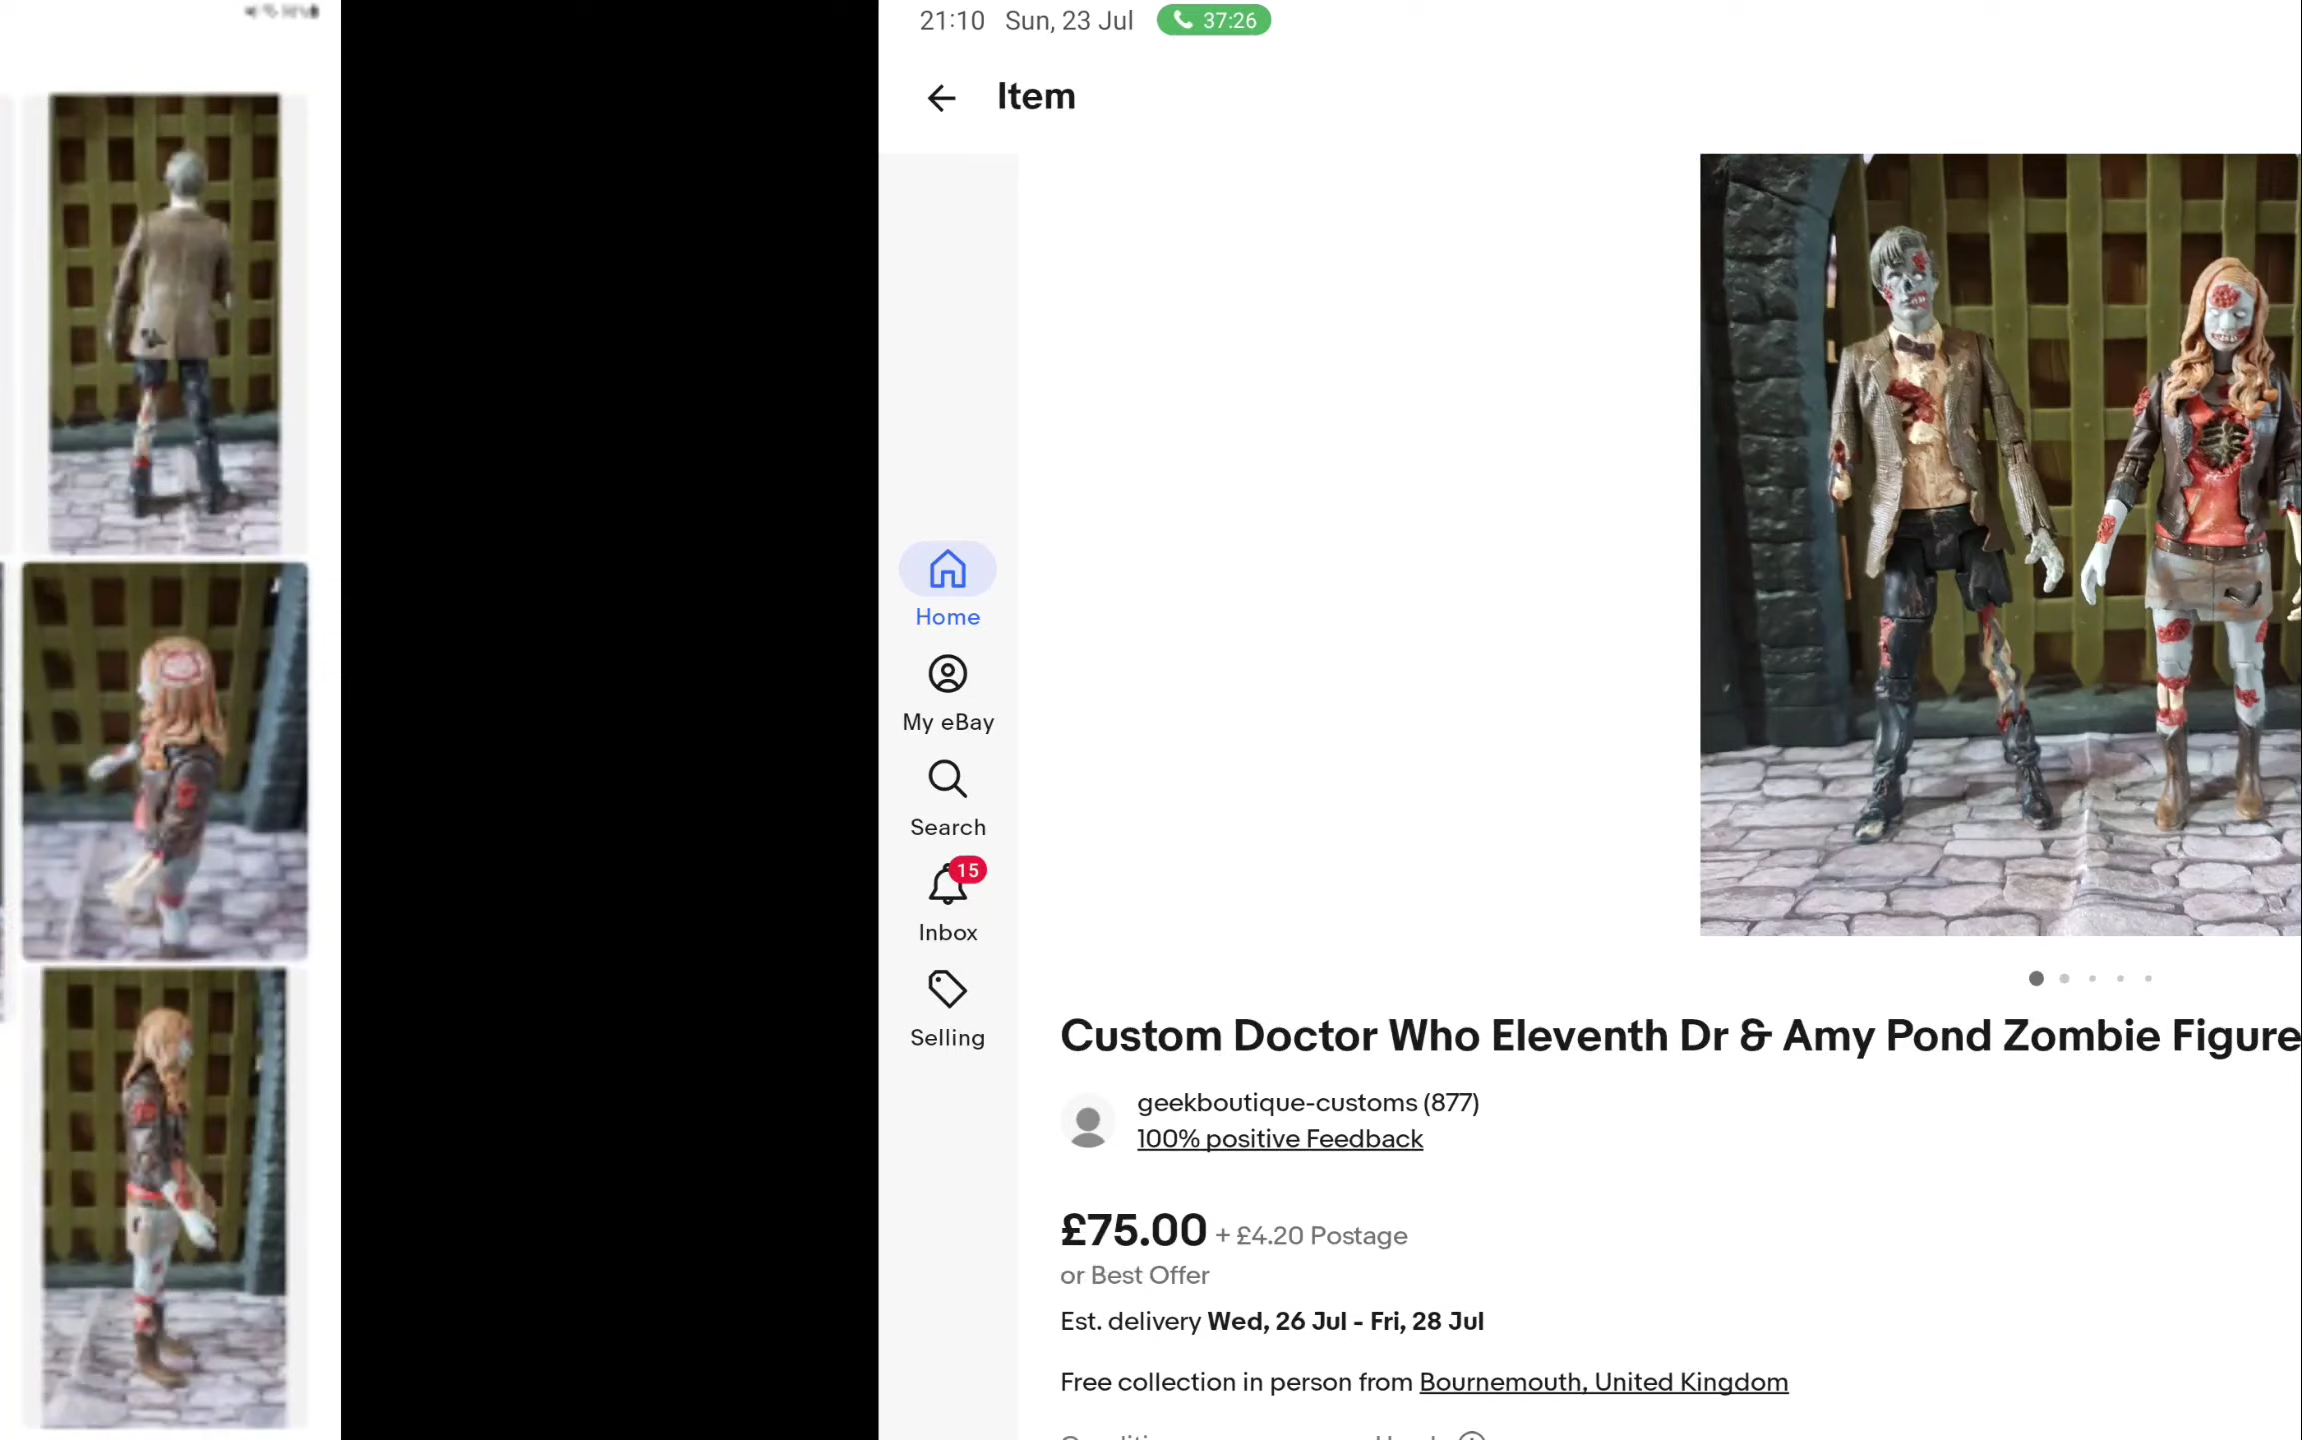 21:10 Sun, 23 Jul 37:26
Item
Home
My eBay
Search
15
Inbox
Selling
Custom Doctor Who Eleventh Dr & Amy Pond Zombie Figure
geekboutique-customs (877)
100% positive Feedback
£75.00 + £4.20 Postage
or Best Offer
Est. delivery Wed, 26 Jul - Fri, 28 Jul
Free collection in person from Bournemouth, United Kingdom